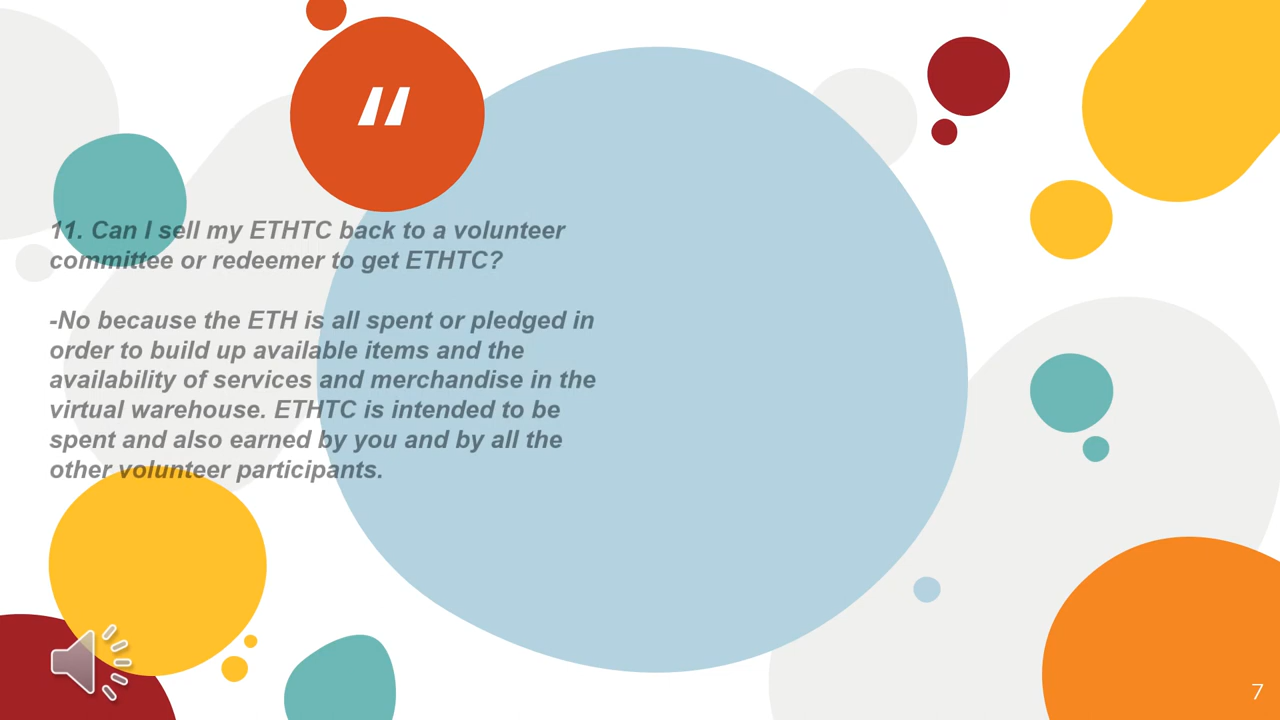 "
11. Can I sell my ETHTC back to a volunteer
committee or redeemer to get ETHTC?
-No because the ETH is all spent or pledged in
order to build up available items and the
availability of services and merchandise in the
virtual warehouse. ETHTC is intended to be
spent and also earned by you and by all the
other volunteer participants.
7